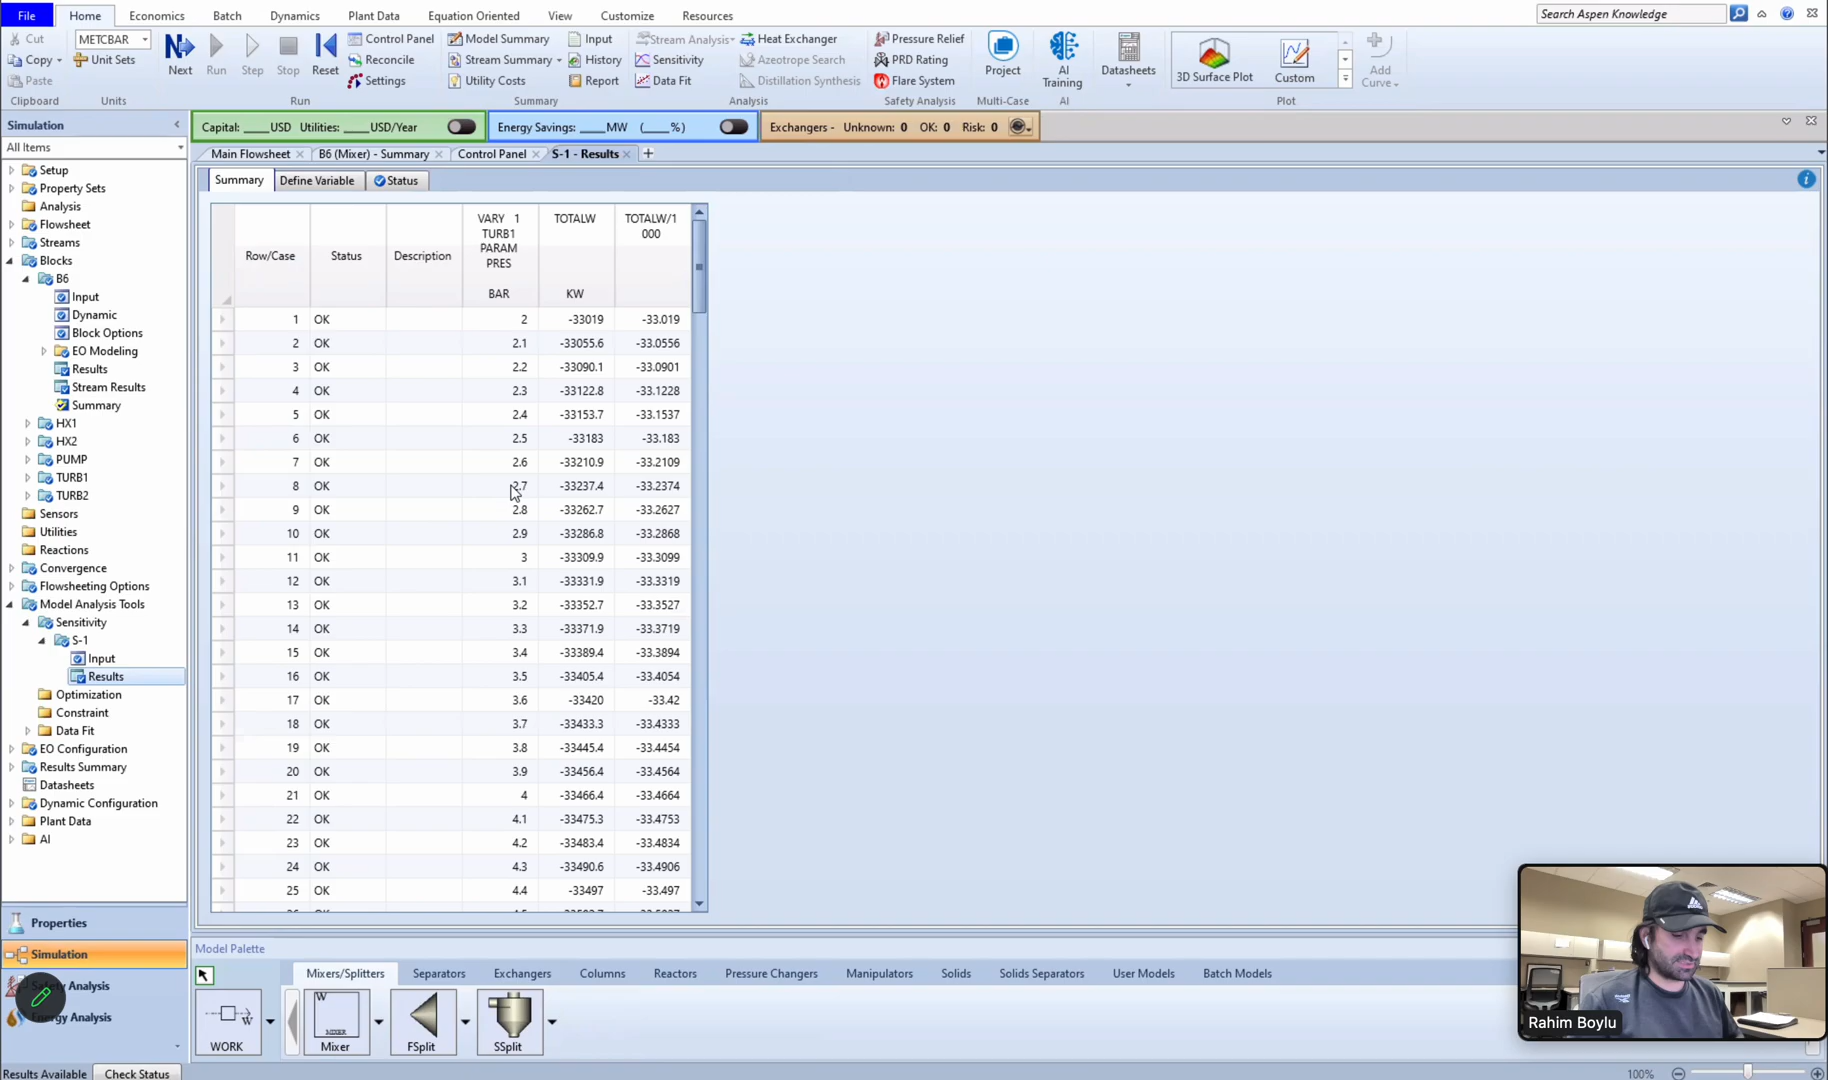 File Home Economics Batch Dynamics Plant Data Equation Oriented View Customize Resources Search Aspen Knowledge
Cut METCBAR Control Panel Model Summary Input Stream Analysis Heat Exchanger Pressure Relief
Copy Unit Sets Next Run Step Stop Reset Reconcile Stream Summary History Sensitivity Azeotrope Search PRD Rating Project AI Training Datasheets 3D Surface Plot Custom Add Curve
Paste Settings Utility Costs Report Data Fit Distillation Synthesis Flare System
Clipboard Units Run Summary Analysis Safety Analysis Multi-Case AI Plot
Simulation Capital: ____USD Utilities: ____USD/Year Energy Savings: ____MW (____%) Exchangers - Unknown: 0 OK: 0 Risk: 0
All Items
Main Flowsheet B6 (Mixer) - Summary Control Panel S-1 - Results
Summary Define Variable Status
Setup
Property Sets
Analysis
Flowsheet
Streams
Blocks
B6
Input
Dynamic
Block Options
EO Modeling
Results
Stream Results
Summary
HX1
HX2
PUMP
TURB1
TURB2
Sensors
Utilities
Reactions
Convergence
Flowsheeting Options
Model Analysis Tools
Sensitivity
S-1
Input
Results
Optimization
Constraint
Data Fit
EO Configuration
Results Summary
Datasheets
Dynamic Configuration
Plant Data
AI
Properties
Simulation
Analysis
Energy Analysis
Row/Case Status Description VARY 1 TURB1 PARAM PRES BAR TOTALW KW TOTALW/1000
1 OK 2 -33019 -33.019
2 OK 2.1 -33055.6 -33.0556
3 OK 2.2 -33090.1 -33.0901
4 OK 2.3 -33122.8 -33.1228
5 OK 2.4 -33153.7 -33.1537
6 OK 2.5 -33183 -33.183
7 OK 2.6 -33210.9 -33.2109
8 OK 2.7 -33237.4 -33.2374
9 OK 2.8 -33262.7 -33.2627
10 OK 2.9 -33286.8 -33.2868
11 OK 3 -33309.9 -33.3099
12 OK 3.1 -33331.9 -33.3319
13 OK 3.2 -33352.7 -33.3527
14 OK 3.3 -33371.9 -33.3719
15 OK 3.4 -33389.4 -33.3894
16 OK 3.5 -33405.4 -33.4054
17 OK 3.6 -33420 -33.42
18 OK 3.7 -33433.3 -33.4333
19 OK 3.8 -33445.4 -33.4454
20 OK 3.9 -33456.4 -33.4564
21 OK 4 -33466.4 -33.4664
22 OK 4.1 -33475.3 -33.4753
23 OK 4.2 -33483.4 -33.4834
24 OK 4.3 -33490.6 -33.4906
25 OK 4.4 -33497 -33.497
Model Palette
Mixers/Splitters Separators Exchangers Columns Reactors Pressure Changers Manipulators Solids Solids Separators User Models Batch Models
WORK Mixer FSplit SSplit
MIXER
Rahim Boylu
Results Available Check Status 100%